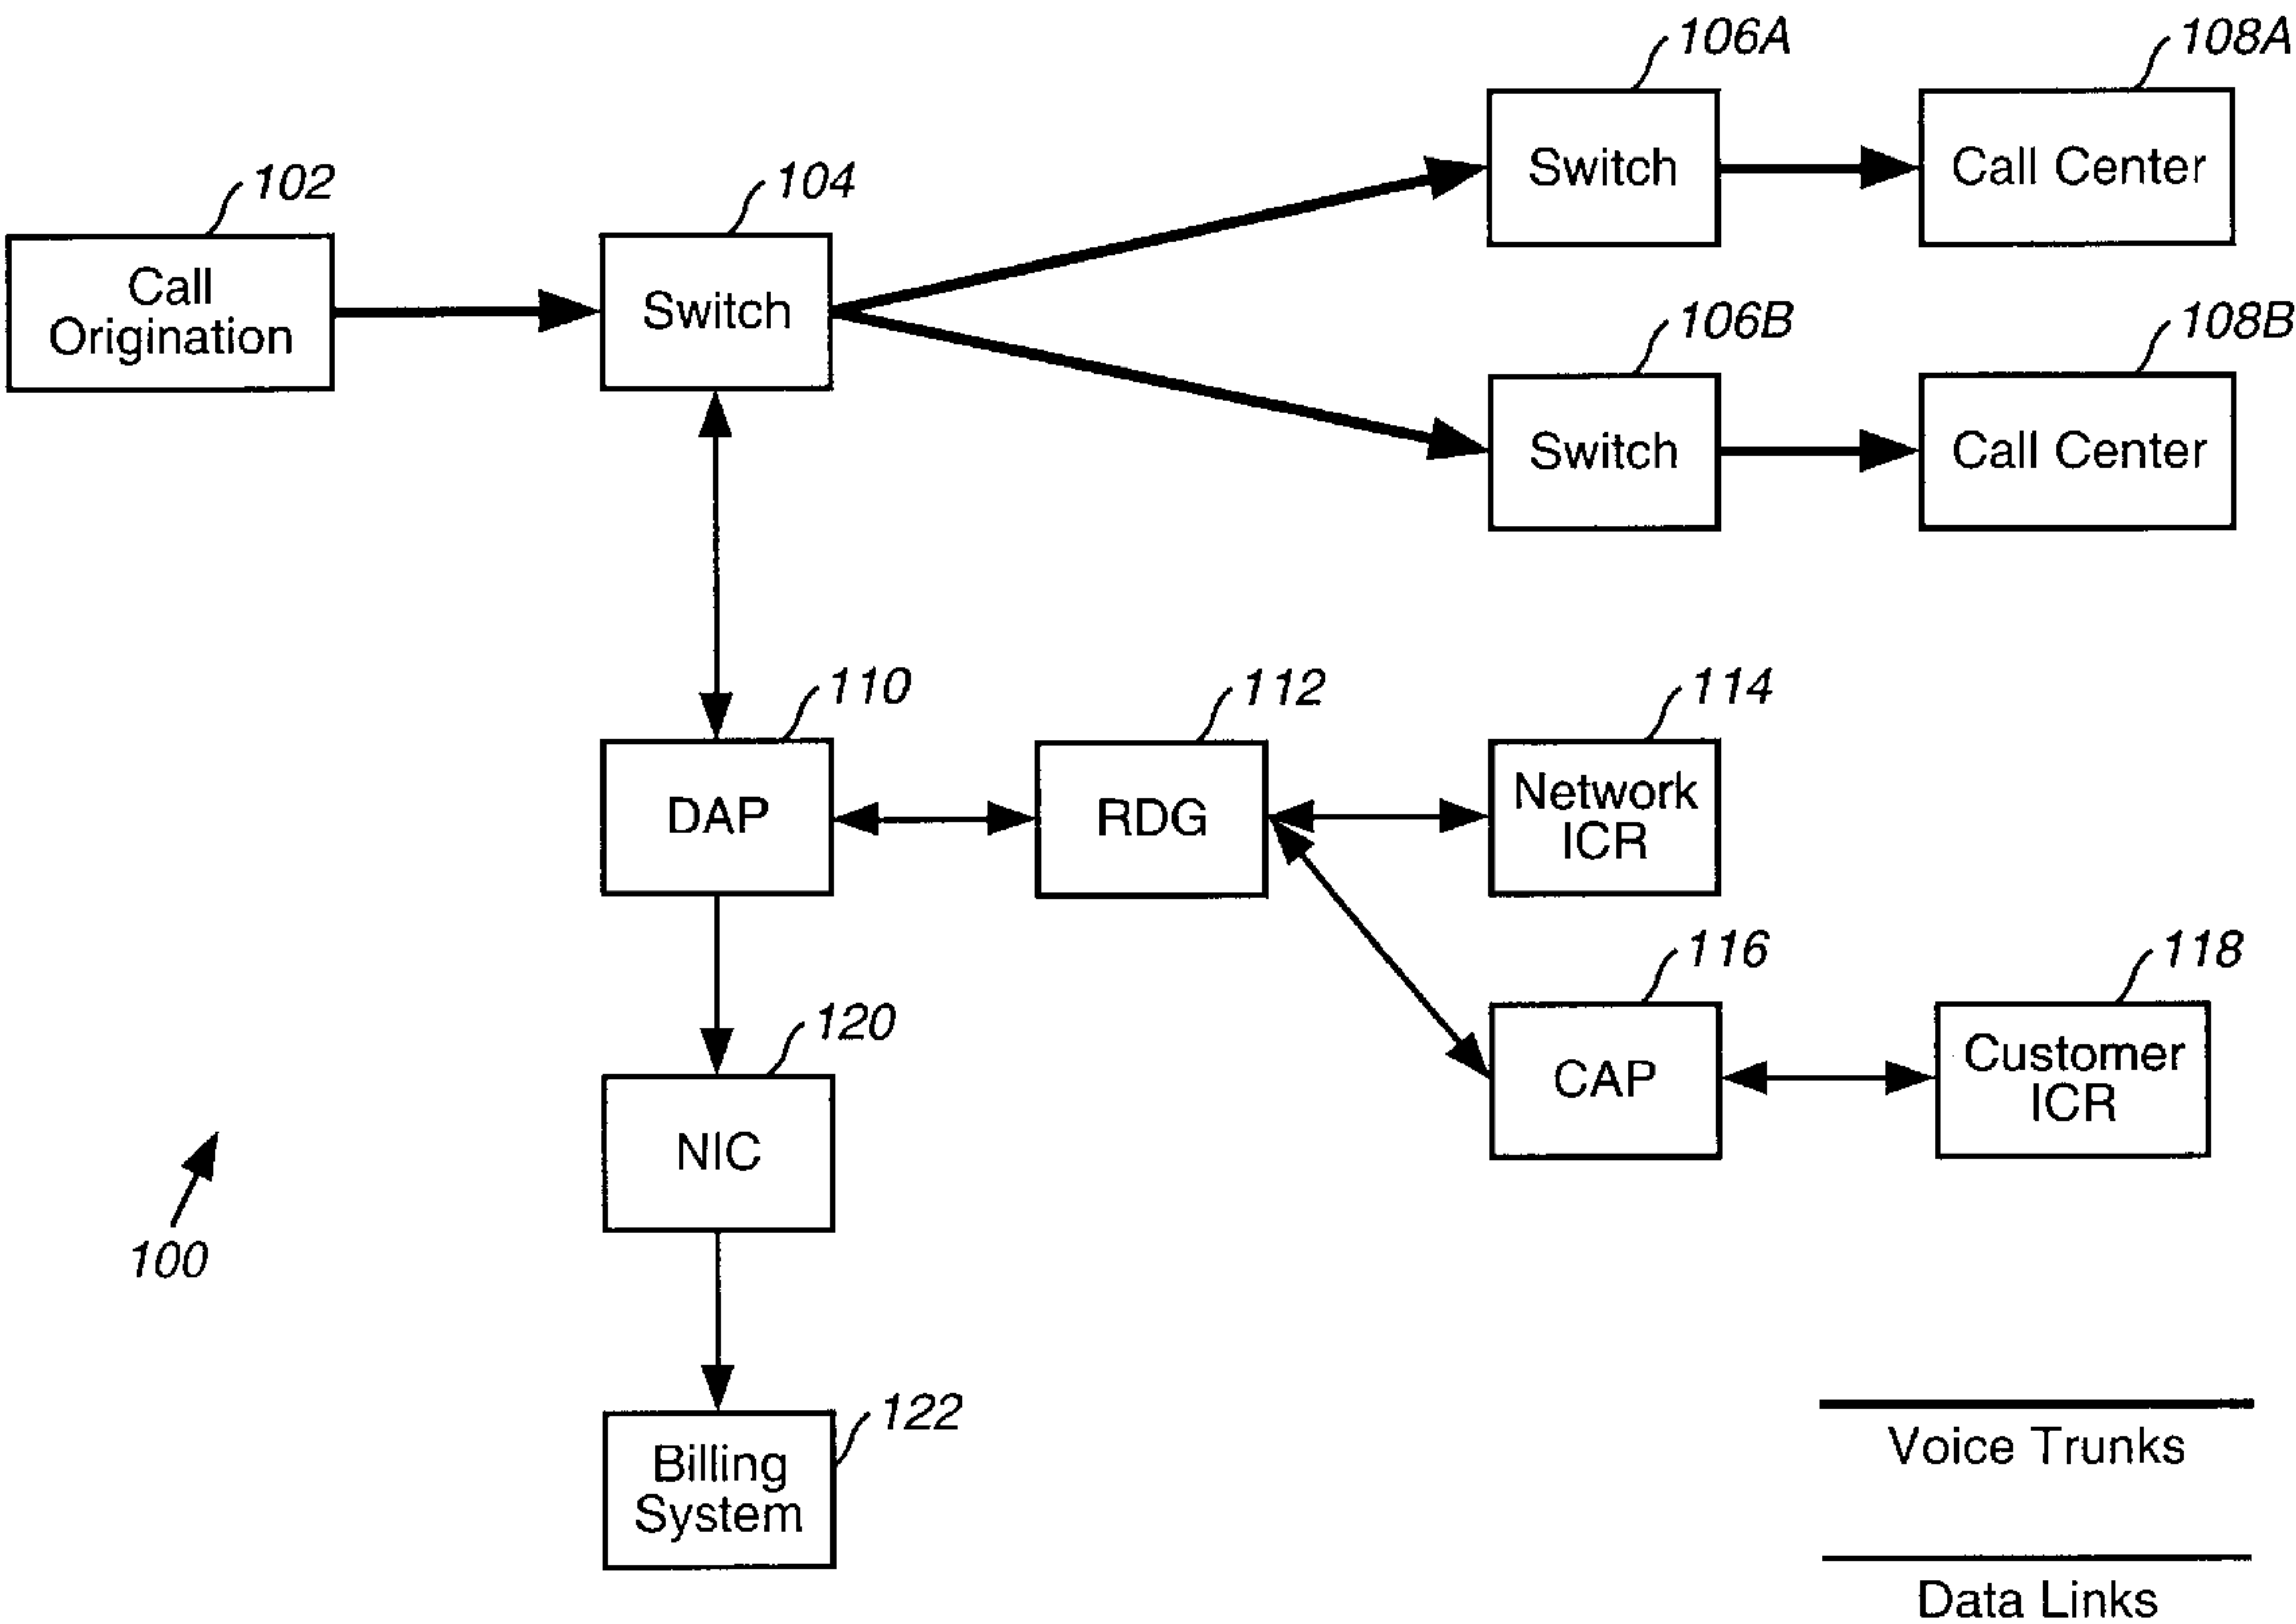 106A
108A
Switch
Call Center
102
104
Call
Origination
Switch
106B
108B
Switch
Call Center
110
112
114
DAP
RDG
Network
ICR
116
118
CAP
Customer
ICR
120
NIC
100
122
Billing
System
Voice Trunks
Data Links